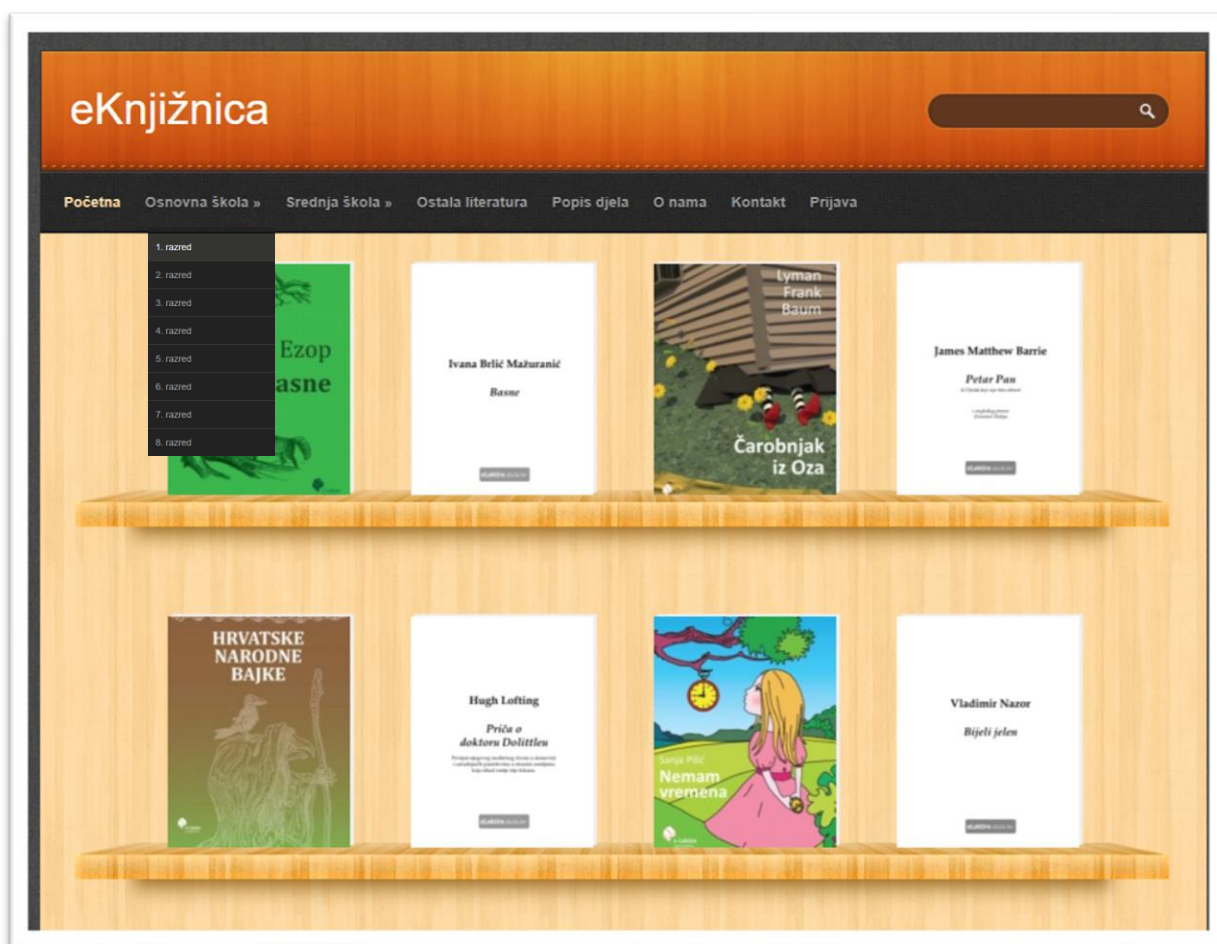 eKnjižnica
Početna Osnovna škola » Srednja škola » Ostala literatura Popis djela O nama Kontakt Prijava
1. razred
2. razred
3. razred
4. razred
5. razred
6. razred
7. razred
8. razred
Ezop
asne
Ivana Brlić Mažuranić
Basne
Lyman
Frank
Baum
Čarobnjak
iz Oza
James Matthew Barrie
Petar Pan
HRVATSKE
NARODNE
BAJKE
Hugh Lofting
Priča o
doktoru Dolittleu
Sanja Pilić
Nemam
vremena
Vladimir Nazor
Bijeli jelen